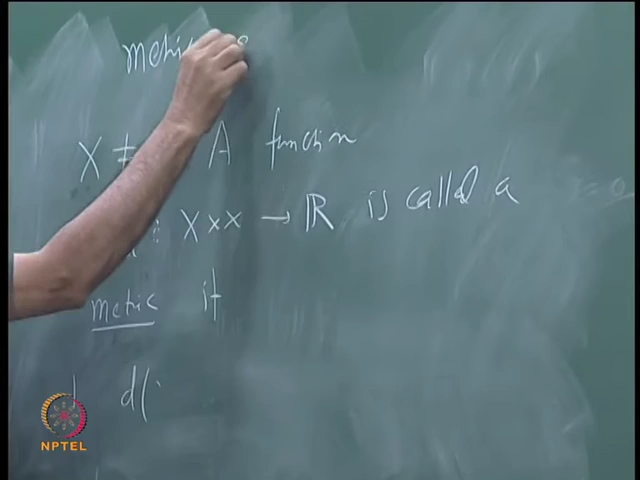 X ≠ A function
: X × X → ℝ is called a
metric if
d(
NPTEL